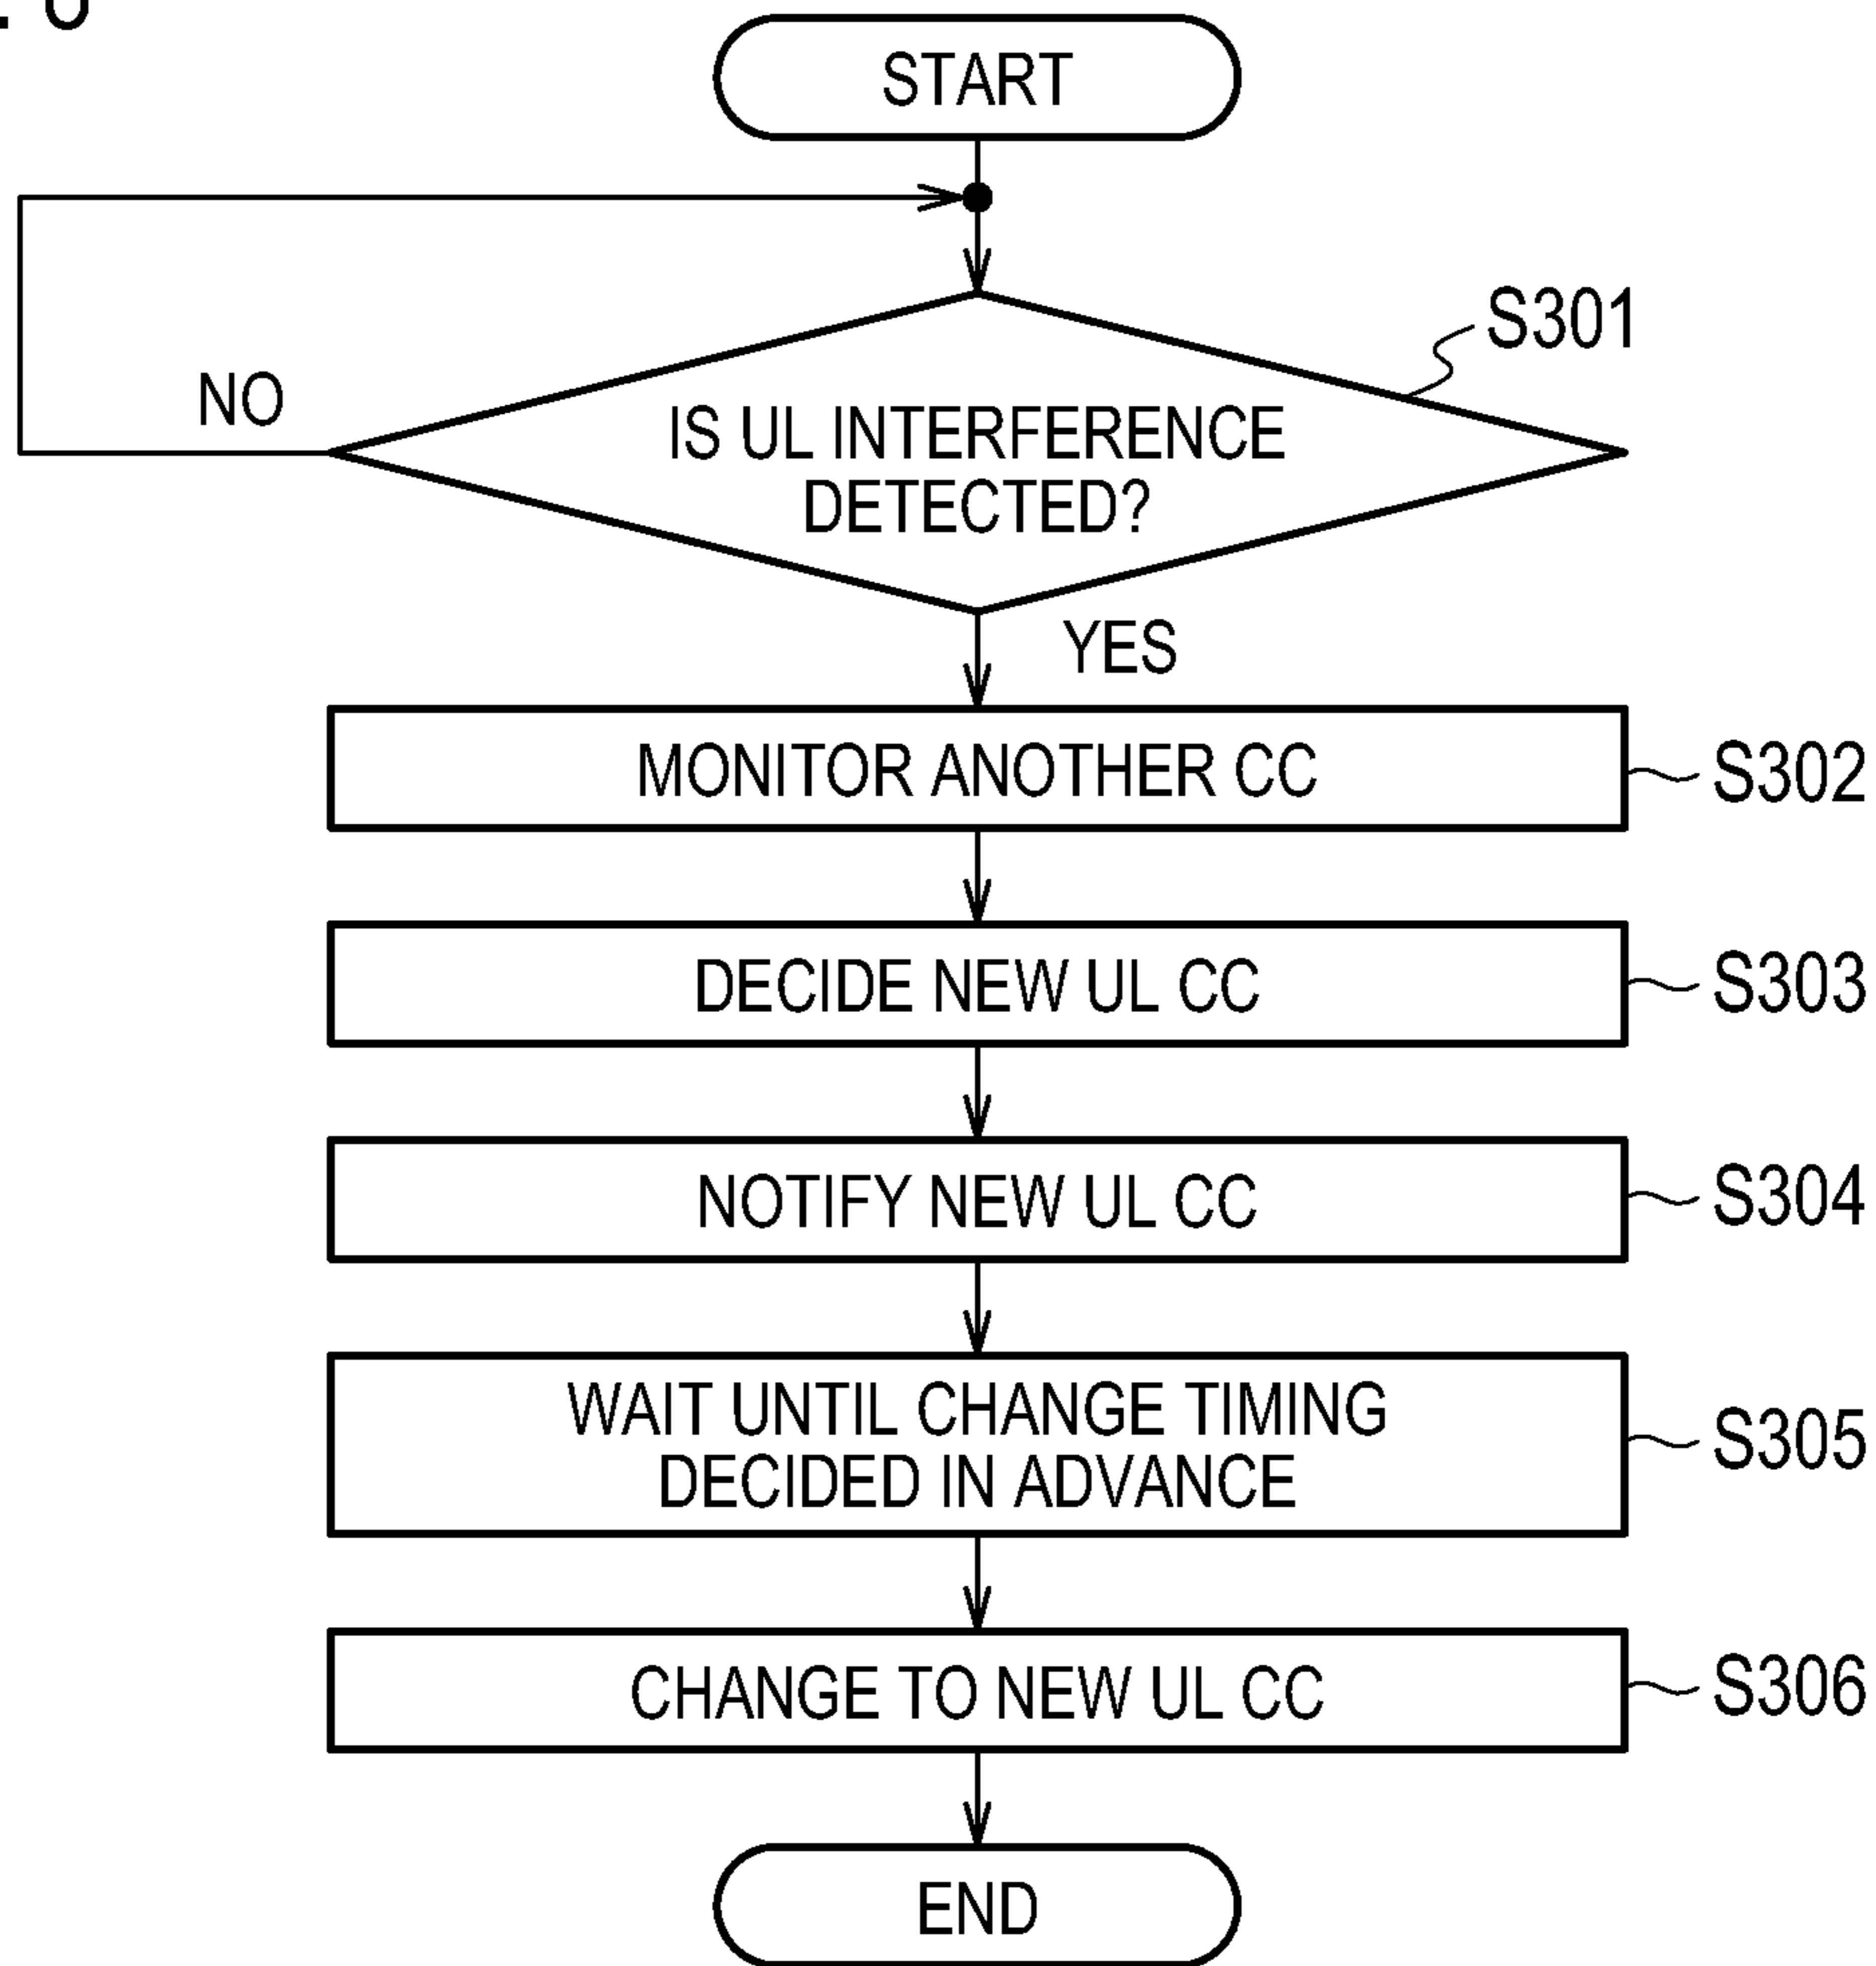 START
S301
NO
IS UL INTERFERENCE
DETECTED?
YES
MONITOR ANOTHER CC
S302
DECIDE NEW UL CC
S303
NOTIFY NEW UL CC
S304
WAIT UNTIL CHANGE TIMING
DECIDED IN ADVANCE
S305
CHANGE TO NEW UL CC
S306
END